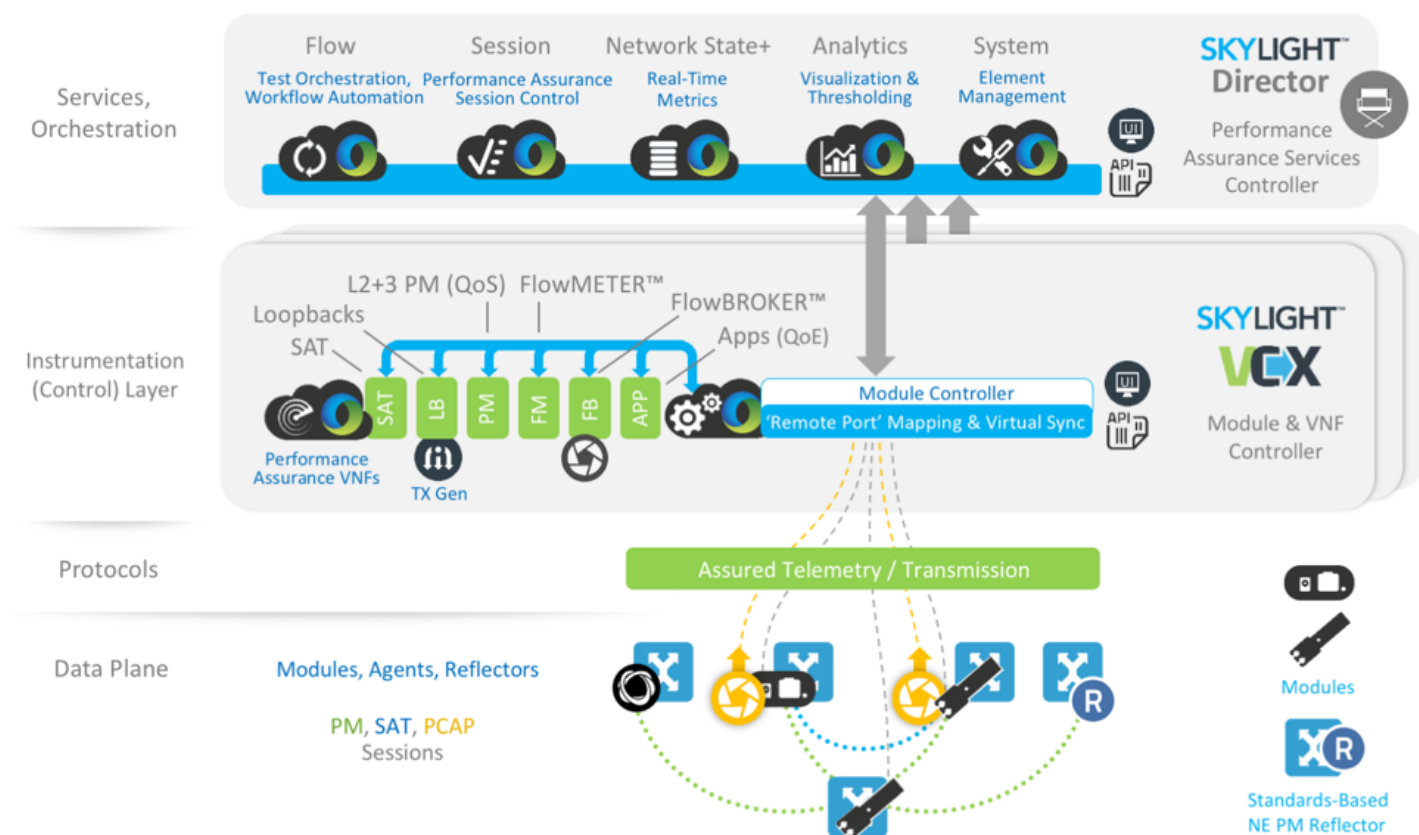 Services,
Orchestration
Flow
Test Orchestration,
Workflow Automation
Session
Performance Assurance
Session Control
Network State+
Real-Time
Metrics
Analytics
Visualization &
Thresholding
System
Element
Management
UI
API
SKYLIGHT™
Director
Performance
Assurance Services
Controller
Instrumentation
(Control) Layer
L2+3 PM (QoS)
FlowMETER™
Loopbacks
FlowBROKER™
SAT
Apps (QoE)
SAT
LB
PM
FM
FB
APP
Performance
Assurance VNFs
TX Gen
Module Controller
'Remote Port' Mapping & Virtual Sync
UI
API
SKYLIGHT™
VCX
Module & VNF
Controller
Protocols
Assured Telemetry / Transmission
Data Plane
Modules, Agents, Reflectors
PM, SAT, PCAP
Sessions
R
Modules
R
Standards-Based
NE PM Reflector